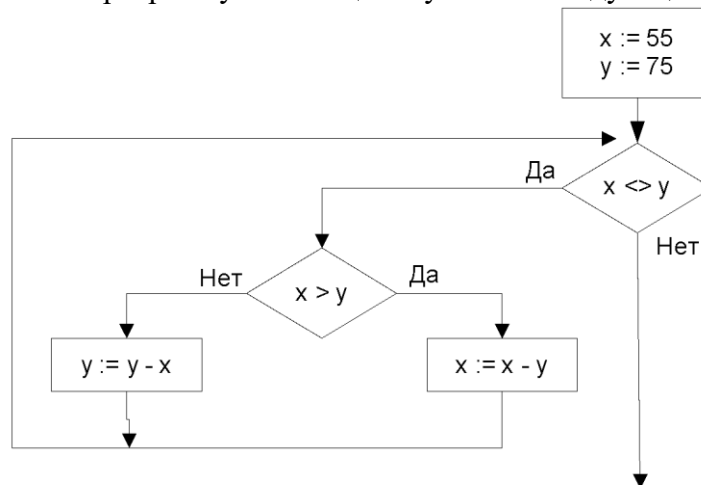 x := 55
y := 75
Да
x <> y
Нет
Нет
x > y
Да
y := y - x
x := x - y